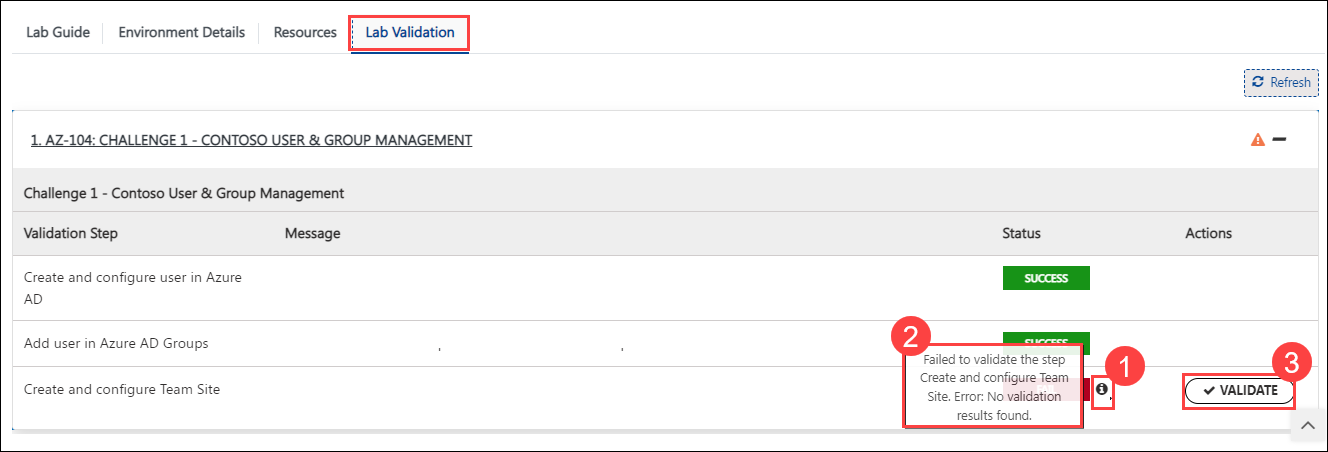 Lab Guide
Environment Details
Resources
Lab Validation
Refresh
1. AZ-104: CHALLENGE 1 - CONTOSO USER & GROUP MANAGEMENT
Challenge 1 - Contoso User & Group Management
Validation Step
Message
Status
Actions
Create and configure user in Azure
AD
SUCCESS
Add user in Azure AD Groups
, ,
SUCCESS
2
Failed to validate the step
Create and configure Team
Site. Error: No validation
results found.
1
3
Create and configure Team Site
VALIDATE